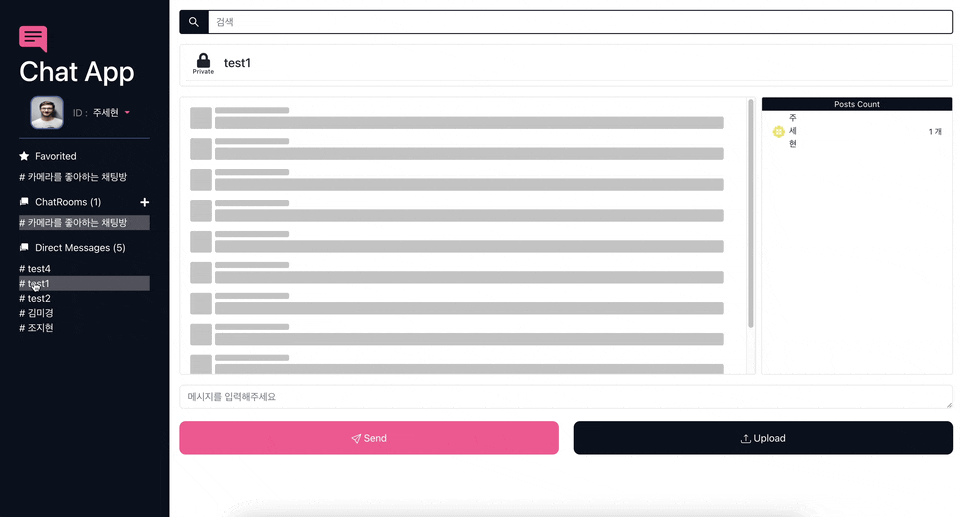 Chat App
ID : 주세현
Favorited
# 카메라를 좋아하는 채팅방
ChatRooms (1)
# 카메라를 좋아하는 채팅방
Direct Messages (5)
# test4
# test1
# test2
# 김미경
# 조지현
검색
Private
test1
Posts Count
주
세
현
1 개
메시지를 입력해주세요
Send
Upload